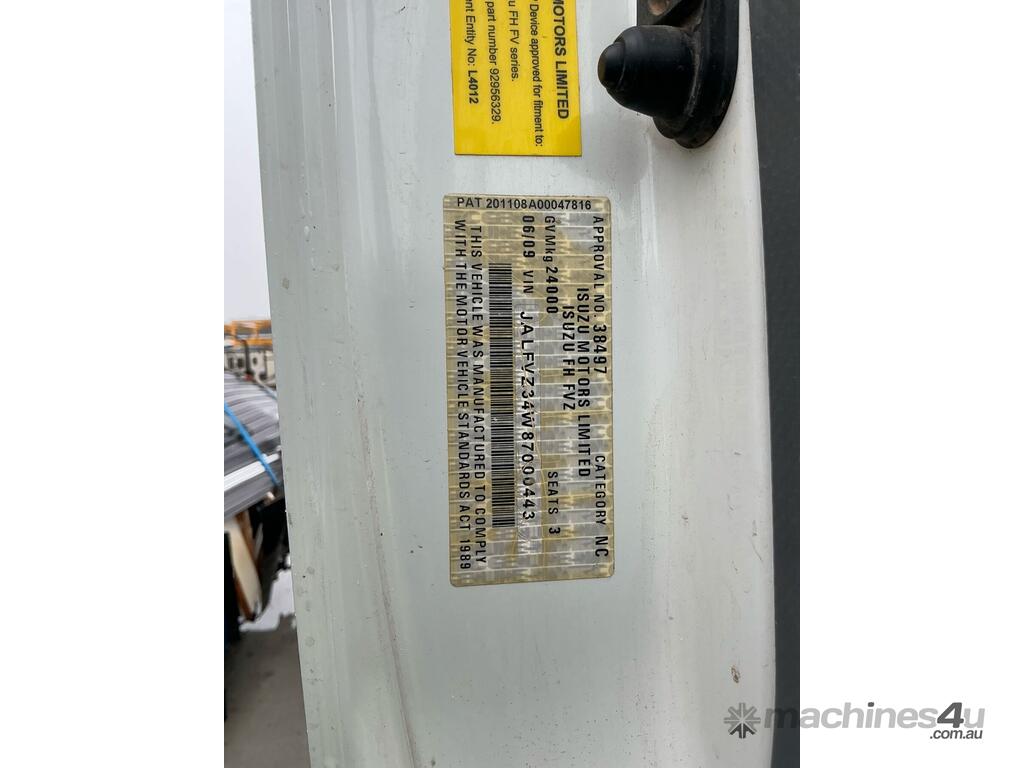 MOTORS LIMITED
Device approved for fitment to:
u FH FV series.
part number 92956329.
ent Entity No: L4012
PAT 201108A00047816
APPROVAL NO. 38497 CATEGORY NC
ISUZU MOTORS LIMITED
ISUZU FH FVZ
GVMkg 24000 SEATS 3
06/09 VIN JALFVZ34W87000443
THIS VEHICLE WAS MANUFACTURED TO COMPLY
WITH THE MOTOR VEHICLE STANDARDS ACT 1989
machines4u
.com.au